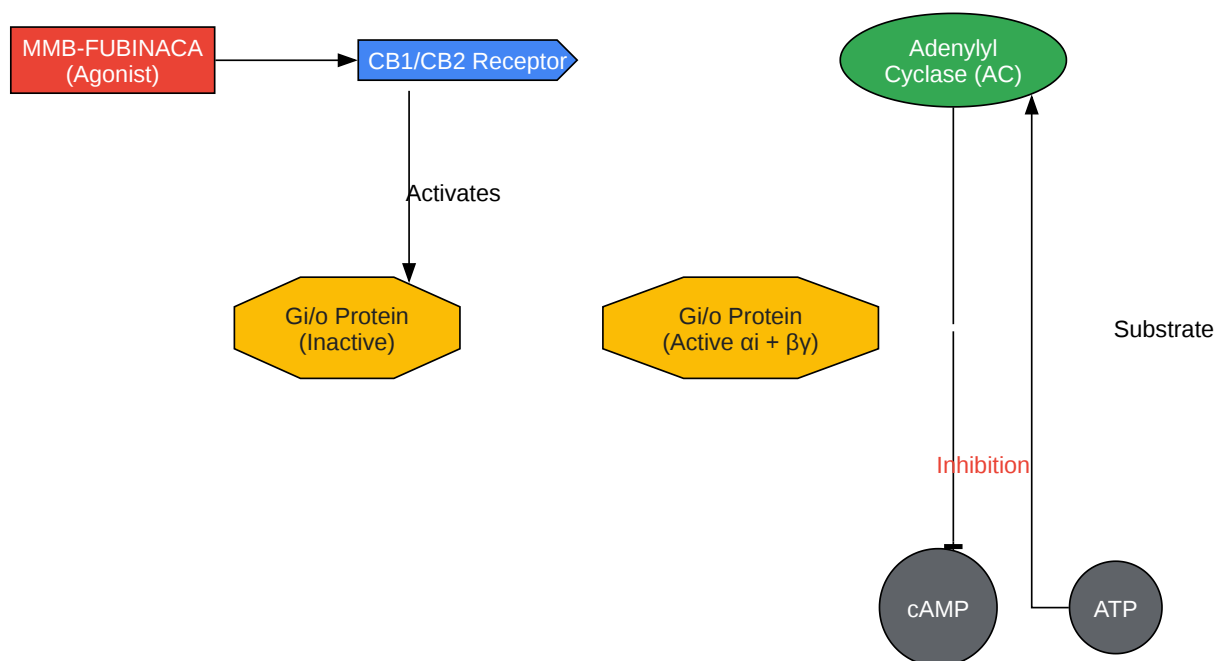 MMB-FUBINACA
(Agonist)
CB1/CB2 Receptor
Adenylyl
Cyclase (AC)
Activates
Gi/o Protein
(Inactive)
Gi/o Protein
(Active αi + βγ)
Substrate
Inhibition
cAMP
ATP